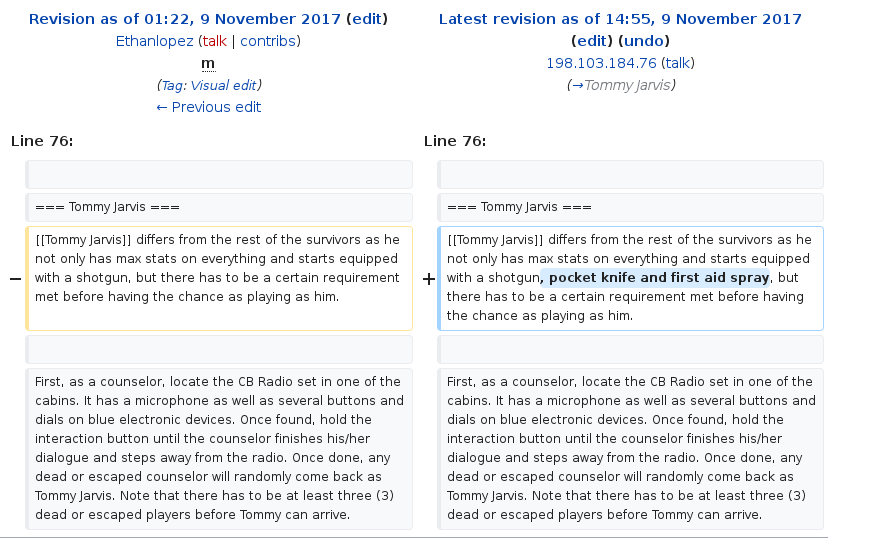 Revision as of 01:22, 9 November 2017 (edit)
Ethanlopez (talk | contribs)
m
(Tag: Visual edit)
← Previous edit
Latest revision as of 14:55, 9 November 2017
(edit) (undo)
198.103.184.76 (talk)
(→Tommy Jarvis)
Line 76:
Line 76:
=== Tommy Jarvis ===
=== Tommy Jarvis ===
−
[[Tommy Jarvis]] differs from the rest of the survivors as he
not only has max stats on everything and starts equipped
with a shotgun, but there has to be a certain requirement
met before having the chance as playing as him.
+
[[Tommy Jarvis]] differs from the rest of the survivors as he
not only has max stats on everything and starts equipped
with a shotgun, pocket knife and first aid spray, but
there has to be a certain requirement met before having
the chance as playing as him.
First, as a counselor, locate the CB Radio set in one of the
cabins. It has a microphone as well as several buttons and
dials on blue electronic devices. Once found, hold the
interaction button until the counselor finishes his/her
dialogue and steps away from the radio. Once done, any
dead or escaped counselor will randomly come back as
Tommy Jarvis. Note that there has to be at least three (3)
dead or escaped players before Tommy can arrive.
First, as a counselor, locate the CB Radio set in one of the
cabins. It has a microphone as well as several buttons and
dials on blue electronic devices. Once found, hold the
interaction button until the counselor finishes his/her
dialogue and steps away from the radio. Once done, any
dead or escaped counselor will randomly come back as
Tommy Jarvis. Note that there has to be at least three (3)
dead or escaped players before Tommy can arrive.